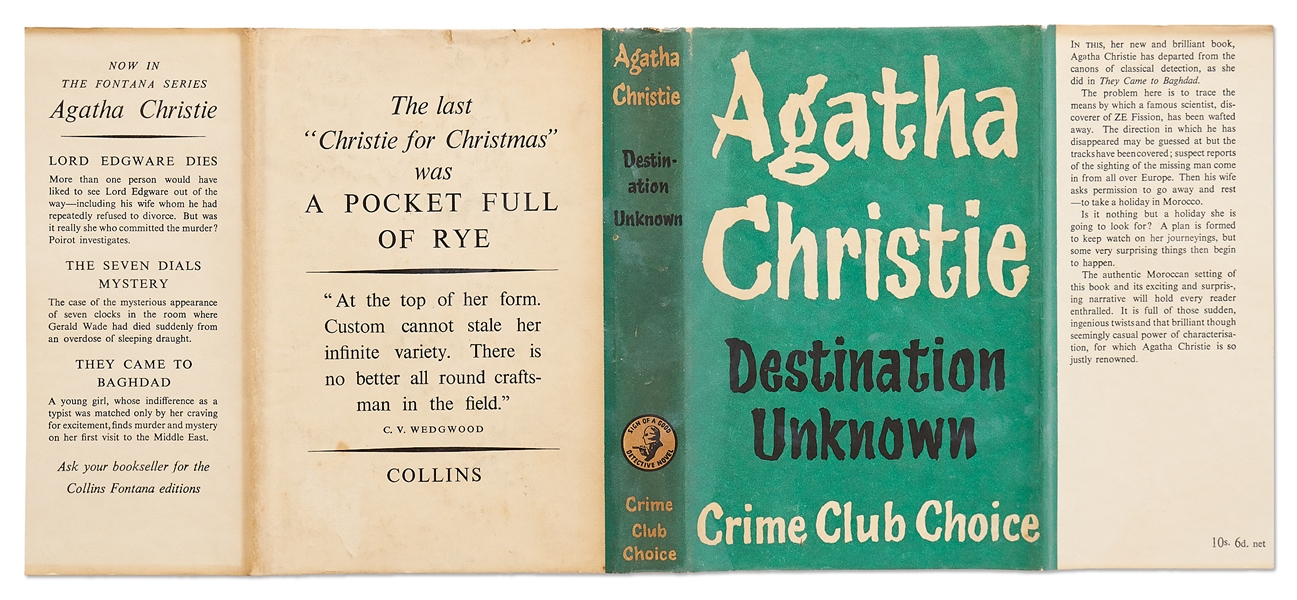 NOW IN
THE FONTANA SERIES
Agatha Christie
LORD EDGWARE DIES
More than one person would have
liked to see Lord Edgware out of the
way—including his wife whom he had
repeatedly refused to divorce. But was
it really she who committed the murder?
Poirot investigates.
THE SEVEN DIALS
MYSTERY
The case of the mysterious appearance
of seven clocks in the room where
Gerald Wade had died suddenly from
an overdose of sleeping draught.
THEY CAME TO
BAGHDAD
A young girl, whose indifference as a
typist was matched only by her craving
for excitement, finds murder and mystery
on her first visit to the Middle East.
Ask your bookseller for the
Collins Fontana editions
The last
“Christie for Christmas”
was
A POCKET FULL
OF RYE
“At the top of her form.
Custom cannot stale her
infinite variety. There is
no better all round crafts-
man in the field.”
C. V. WEDGWOOD
COLLINS
Agatha
Christie
Destin-
ation
Unknown
SIGN OF A GOOD
DETECTIVE NOVEL
Crime
Club
Choice
Agatha
Christie
Destination
Unknown
Crime Club Choice
IN THIS, her new and brilliant book,
Agatha Christie has departed from the
canons of classical detection, as she
did in They Came to Baghdad.
The problem here is to trace the
means by which a famous scientist, dis-
coverer of ZE Fission, has been wafted
away. The direction in which he has
disappeared may be guessed at but the
tracks have been covered; suspect reports
of the sighting of the missing man come
in from all over Europe. Then his wife
asks permission to go away and rest
—to take a holiday in Morocco.
Is it nothing but a holiday she is
going to look for? A plan is formed
to keep watch on her journeyings, but
some very surprising things then begin
to happen.
The authentic Moroccan setting of
this book and its exciting and surpris-,
ing narrative will hold every reader
enthralled. It is full of those sudden,
ingenious twists and that brilliant though
seemingly casual power of characterisa-
tion, for which Agatha Christie is so
justly renowned.
10s. 6d. net